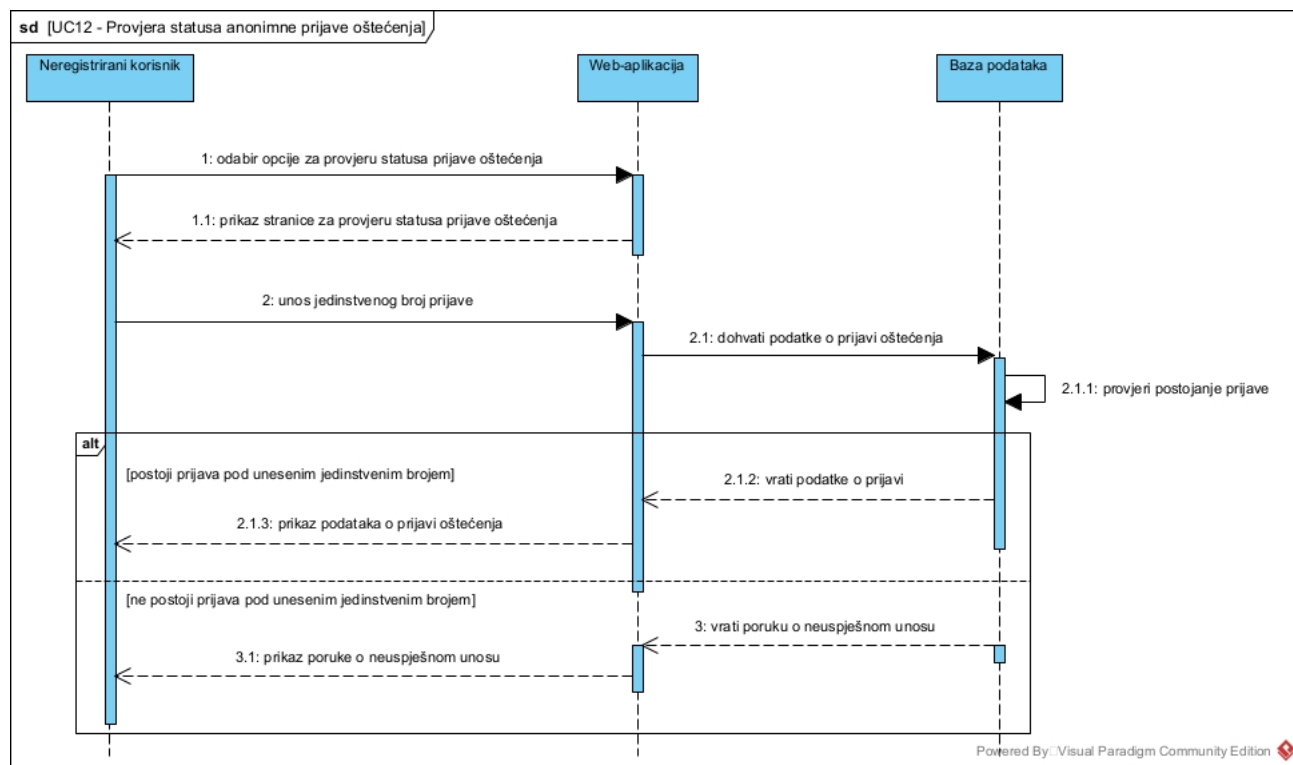 sd [UC12 - Provjera statusa anonimne prijave oštećenja]
Neregistrirani korisnik
Web-aplikacija
Baza podataka
1: odabir opcije za provjeru statusa prijave oštećenja
1.1: prikaz stranice za provjeru statusa prijave oštećenja
2: unos jedinstvenog broj prijave
2.1: dohvati podatke o prijavi oštećenja
2.1.1: provjeri postojanje prijave
alt
[postoji prijava pod unesenim jedinstvenim brojem]
2.1.2: vrati podatke o prijavi
2.1.3: prikaz podataka o prijavi oštećenja
[ne postoji prijava pod unesenim jedinstvenim brojem]
3: vrati poruku o neuspješnom unosu
3.1: prikaz poruke o neuspješnom unosu
Powered By Visual Paradigm Community Edition